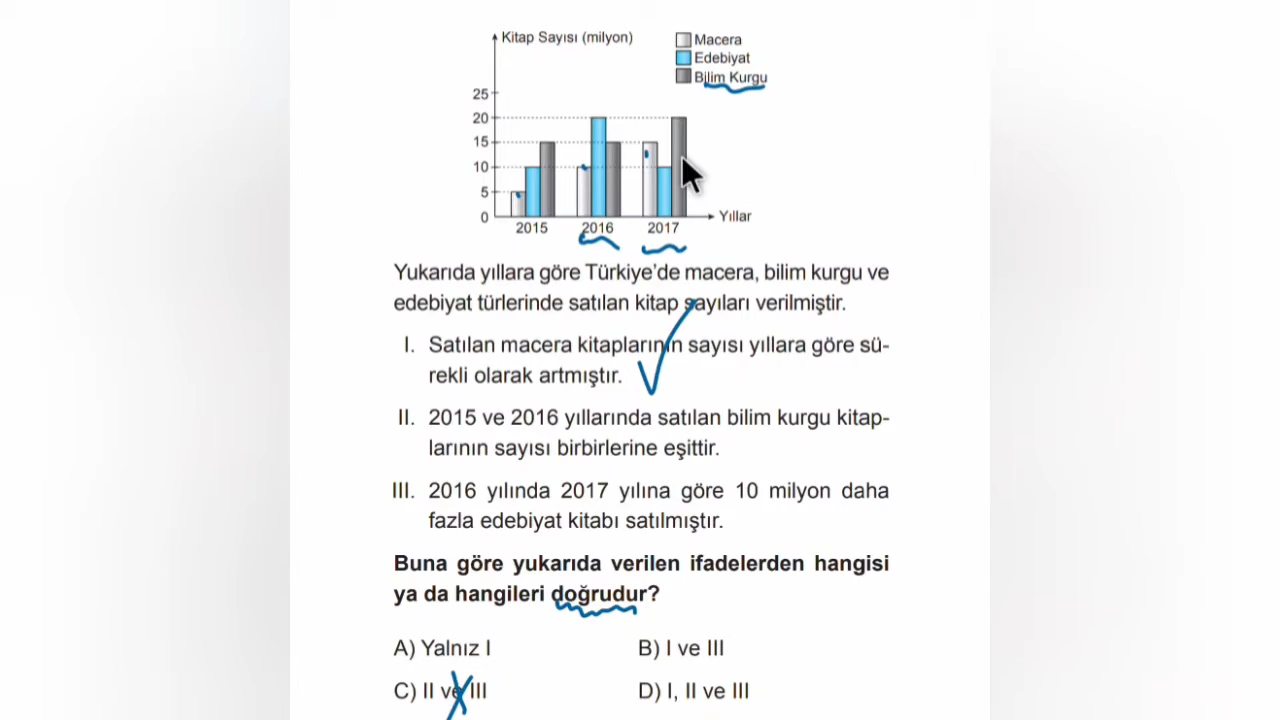 Kitap Sayısı (milyon)
Macera
Edebiyat
Bilim Kurgu
25
20
15
10
5
0
2015 2016 2017
Yıllar
Yukarıda yıllara göre Türkiye'de macera, bilim kurgu ve
edebiyat türlerinde satılan kitap sayıları verilmiştir.
I. Satılan macera kitaplarının sayısı yıllara göre sü-
rekli olarak artmıştır.
II. 2015 ve 2016 yıllarında satılan bilim kurgu kitap-
larının sayısı birbirlerine eşittir.
III. 2016 yılında 2017 yılına göre 10 milyon daha
fazla edebiyat kitabı satılmıştır.
Buna göre yukarıda verilen ifadelerden hangisi
ya da hangileri doğrudur?
A) Yalnız I B) I ve III
C) II ve III D) I, II ve III